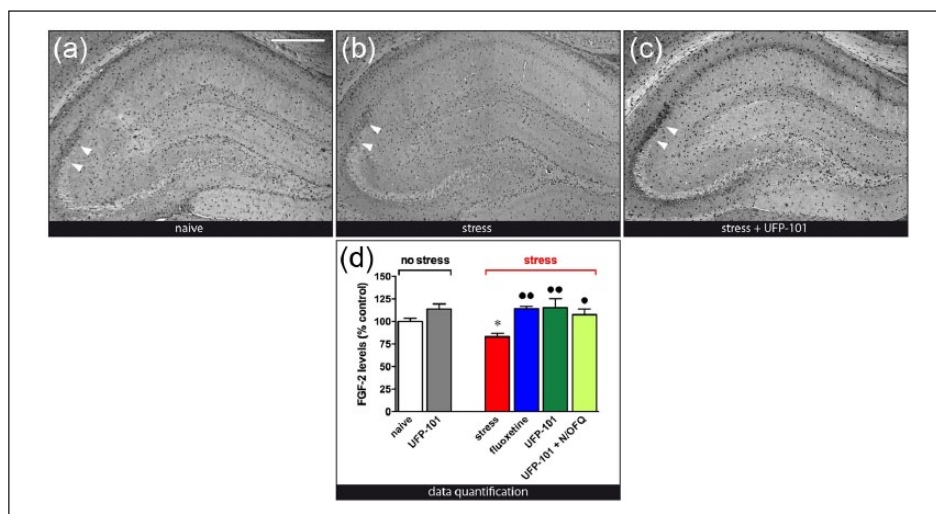 (a)
(b)
(c)
naive
stress
stress + UFP-101
(d)
no stress
stress
FGF-2 levels (% control)
150
125
100
75
50
25
0
*
●●
●●
●
naive
UFP-101
stress
fluoxetine
UFP-101
UFP-101 + N/OFQ
data quantification